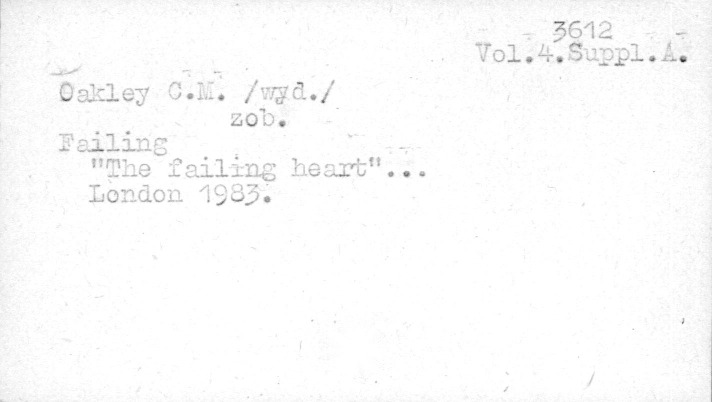 3612
Vol.4.Suppl.A.
Oakley C.M. /wyd./
zob.
Failing
"The failing heart"...
London 1983.